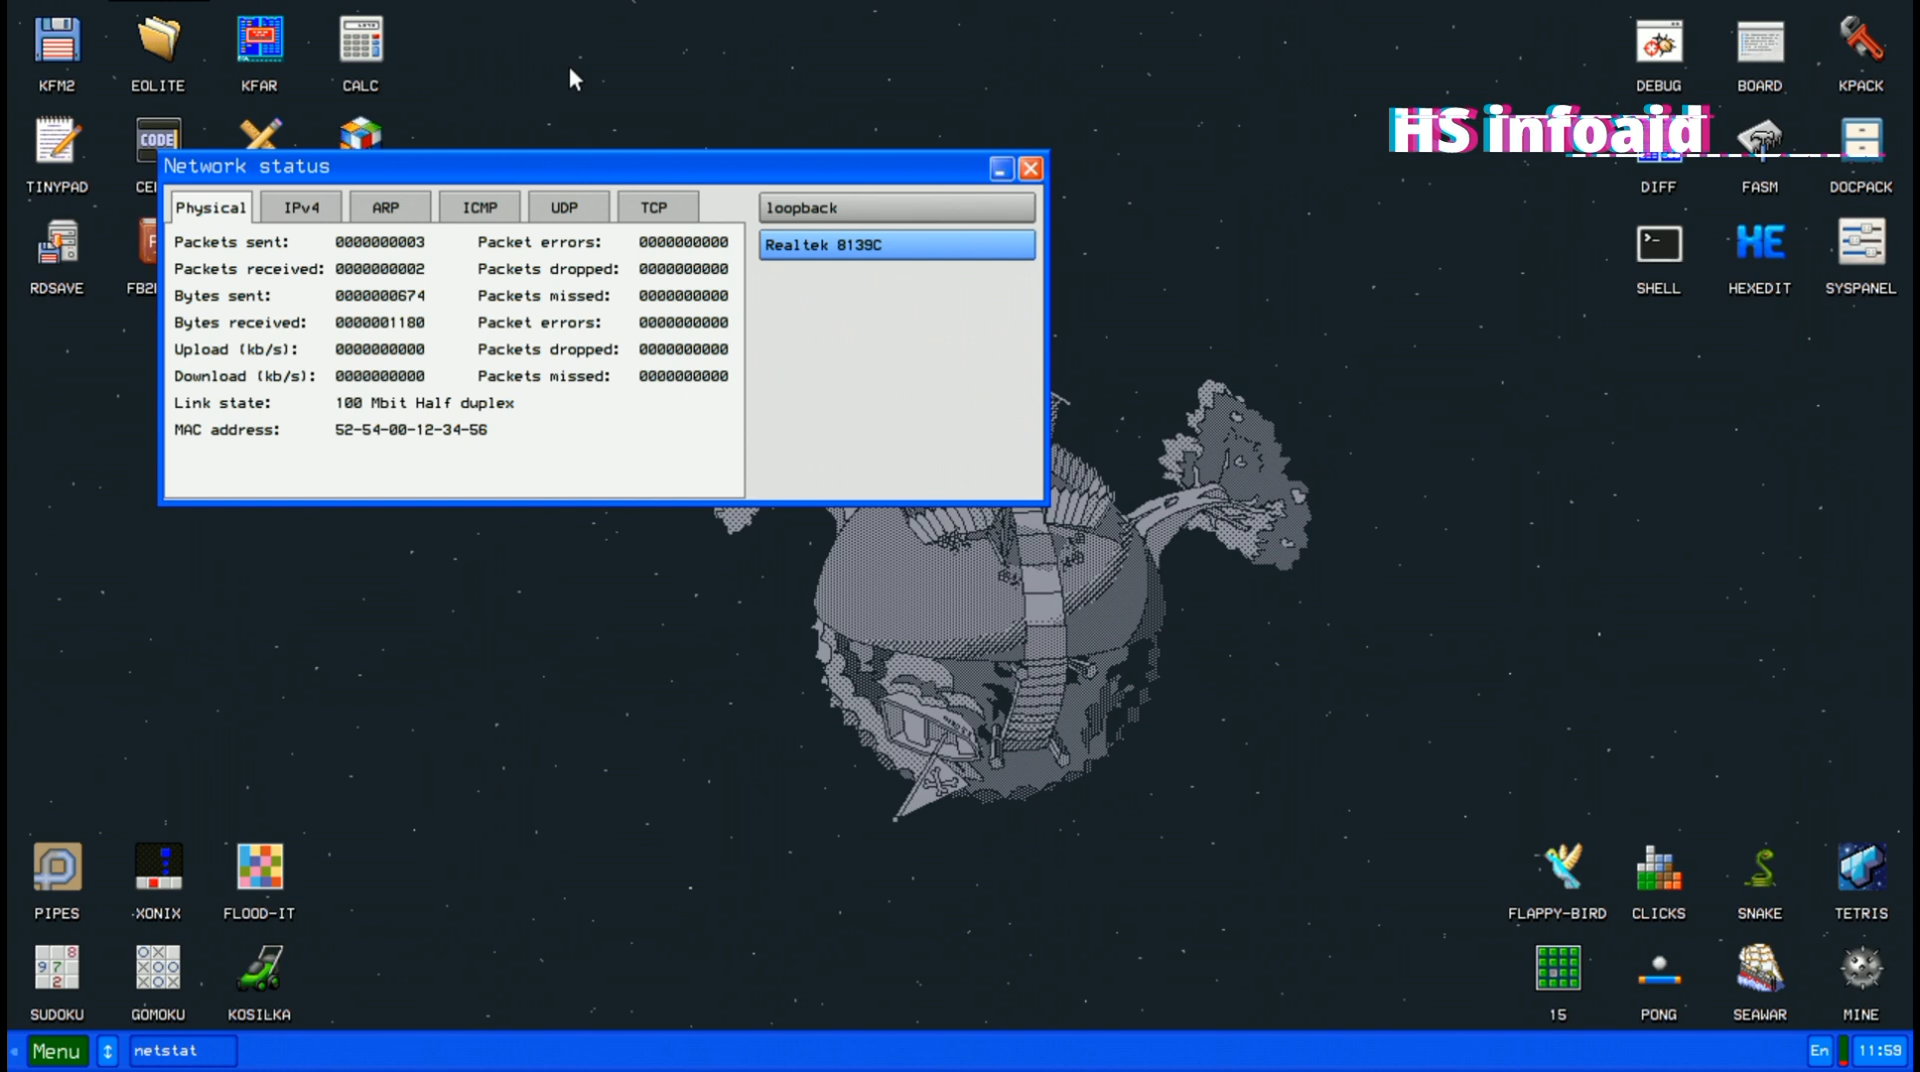 KFM2 EOLITE KFAR CALC DEBUG BOARD KPACK
HS infoaid
CODE
TINYPAD DIFF FASM DOCPACK
Network status
Physical IPv4 ARP ICMP UDP TCP loopback
Realtek 8139C
Packets sent: 0000000003 Packet errors: 0000000000
Packets received: 0000000002 Packets dropped: 0000000000
Bytes sent: 0000000674 Packets missed: 0000000000
Bytes received: 0000001180 Packet errors: 0000000000
Upload (kb/s): 0000000000 Packets dropped: 0000000000
Download (kb/s): 0000000000 Packets missed: 0000000000
Link state: 100 Mbit Half duplex
MAC address: 52-54-00-12-34-56
HE
RDSAVE SHELL HEXEDIT SYSPANEL
PIPES XONIX FLOOD-IT FLAPPY-BIRD CLICKS SNAKE TETRIS
8
9 7
2
SUDOKU GOMOKU KOSILKA 15 PONG SEAWAR MINE
Menu netstat En 11:59